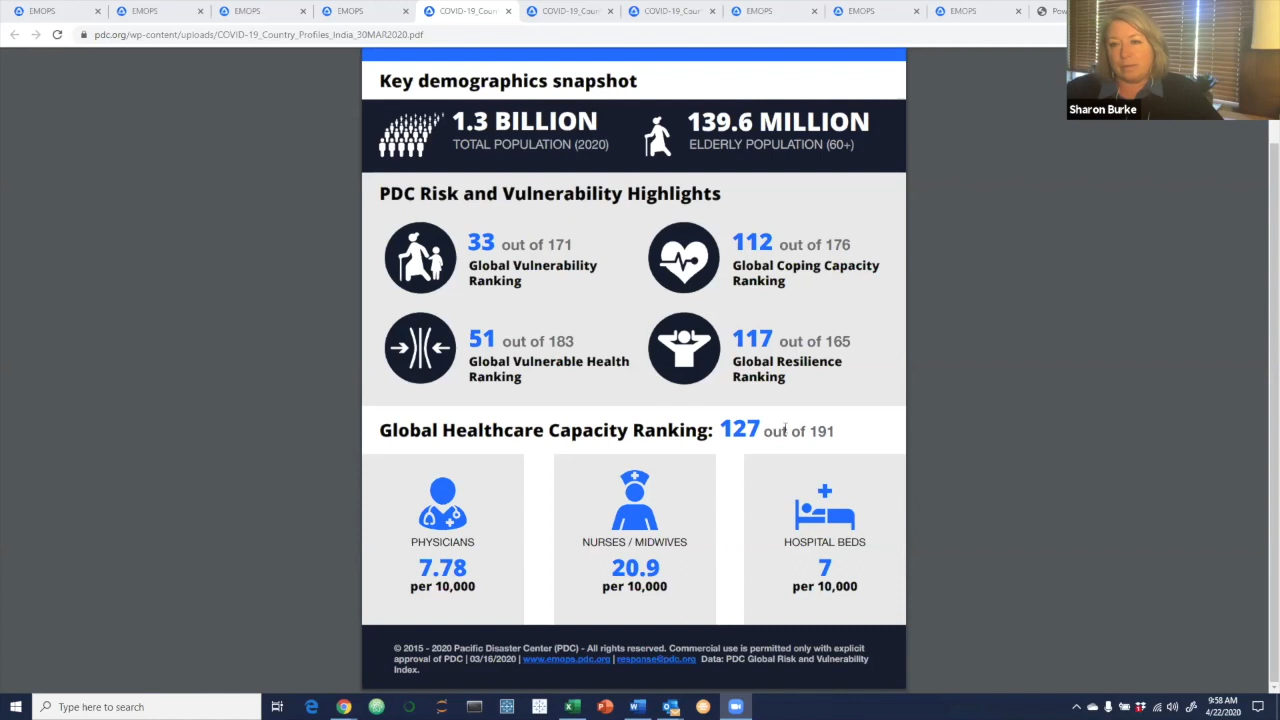 EMOPS
EMOPS
EMOPS
EMOPS
COVID-19_Coun
COVID-19_Coun
COVID-19_Coun
EMOPS
EMOPS
EMOPS
Pow
pdc.org/wp-content/uploads/COVID-19_Country_Profiles_India_30MAR2020.pdf
Sharon Burke
Key demographics snapshot
1.3 BILLION
TOTAL POPULATION (2020)
139.6 MILLION
ELDERLY POPULATION (60+)
PDC Risk and Vulnerability Highlights
33 out of 171
Global Vulnerability
Ranking
112 out of 176
Global Coping Capacity
Ranking
51 out of 183
Global Vulnerable Health
Ranking
117 out of 165
Global Resilience
Ranking
Global Healthcare Capacity Ranking: 127 out of 191
PHYSICIANS
7.78
per 10,000
NURSES / MIDWIVES
20.9
per 10,000
HOSPITAL BEDS
7
per 10,000
© 2015 - 2020 Pacific Disaster Center (PDC) - All rights reserved. Commercial use is permitted only with explicit
approval of PDC | 03/16/2020 | www.emops.pdc.org | response@pdc.org Data: PDC Global Risk and Vulnerability
Index.
Type here to search
9:58 AM
4/22/2020